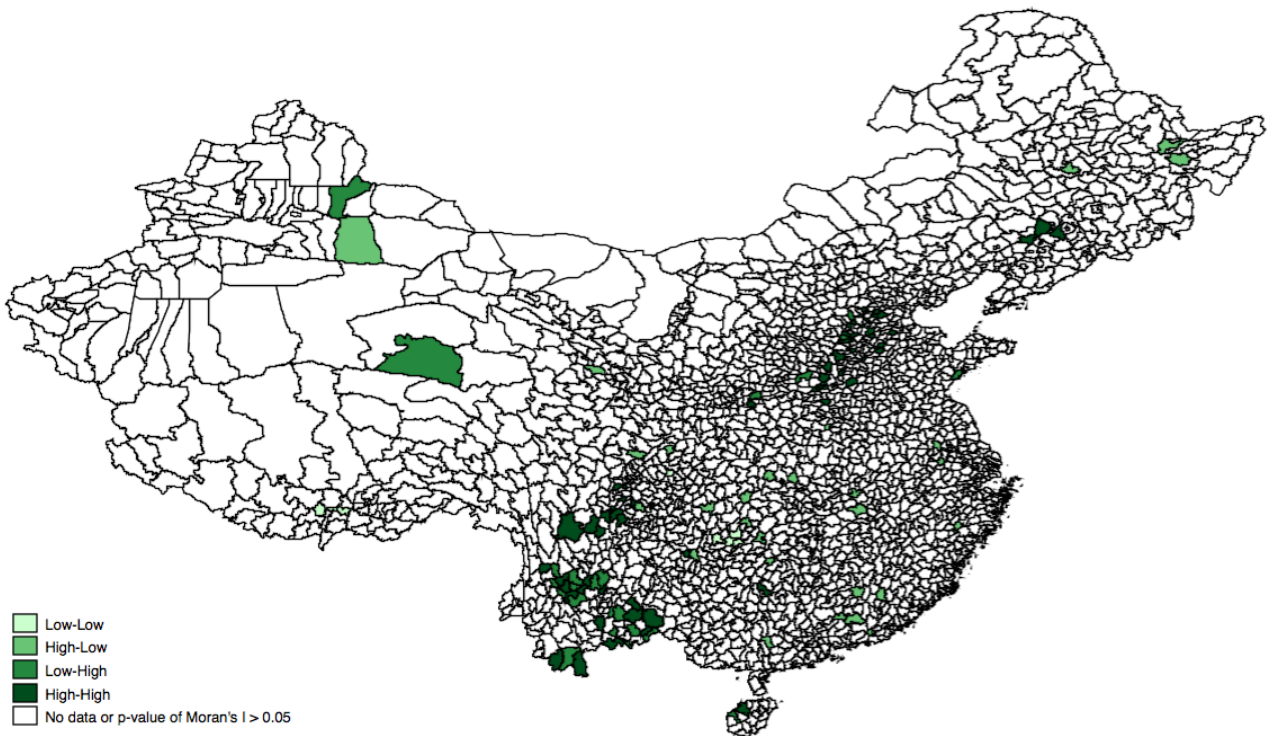 Low-Low
High-Low
Low-High
High-High
No data or p-value of Moran's I > 0.05